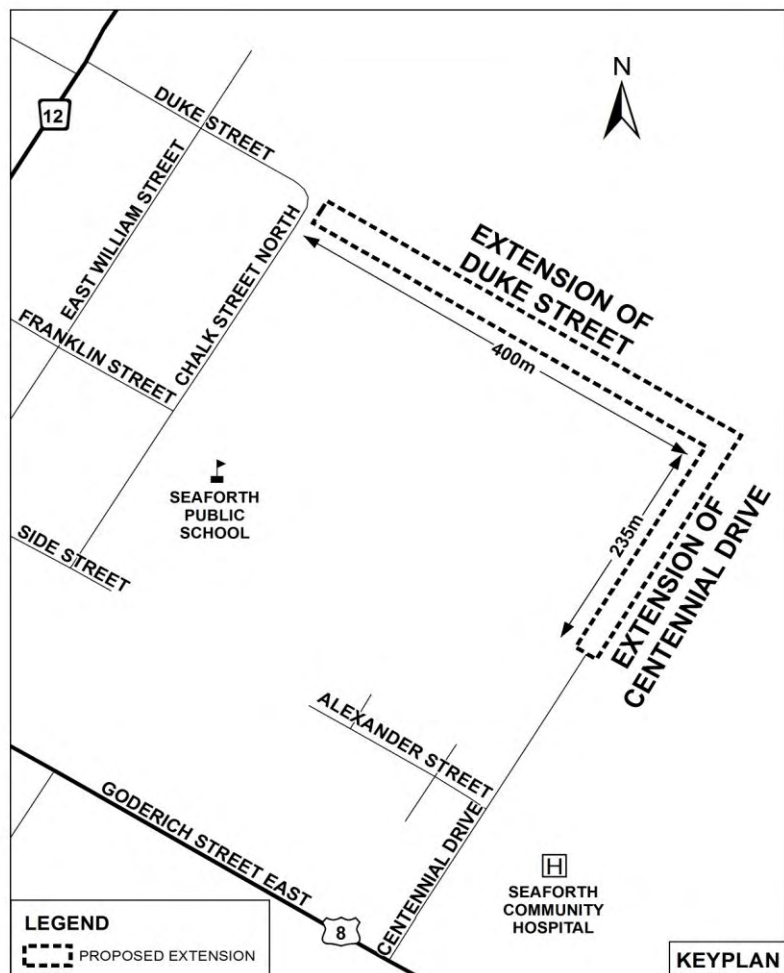 N
12
DUKE STREET
EAST WILLIAM STREET
CHALK STREET NORTH
EXTENSION OF
DUKE STREET
400m
FRANKLIN STREET
SEAFORTH
PUBLIC
SCHOOL
SIDE STREET
235m
EXTENSION OF
CENTENNIAL DRIVE
ALEXANDER STREET
GODERICH STREET EAST
CENTENNIAL DRIVE
H
SEAFORTH
COMMUNITY
HOSPITAL
8
LEGEND
PROPOSED EXTENSION
KEYPLAN